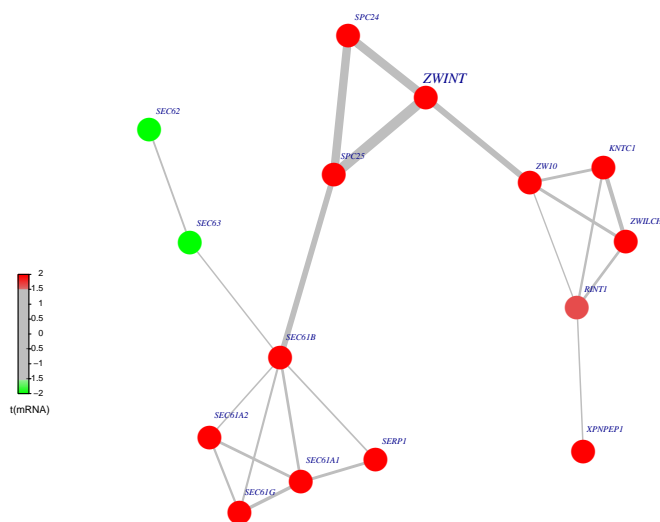 SPC24
ZWINT
SEC62
KNTC1
SPC25
ZW10
ZWILCH
SEC63
2
1.5
1
0.5
0
−0.5
−1
−1.5
−2
t(mRNA)
RINT1
SEC61B
SEC61A2
SERP1
XPNPEP1
SEC61A1
SEC61G